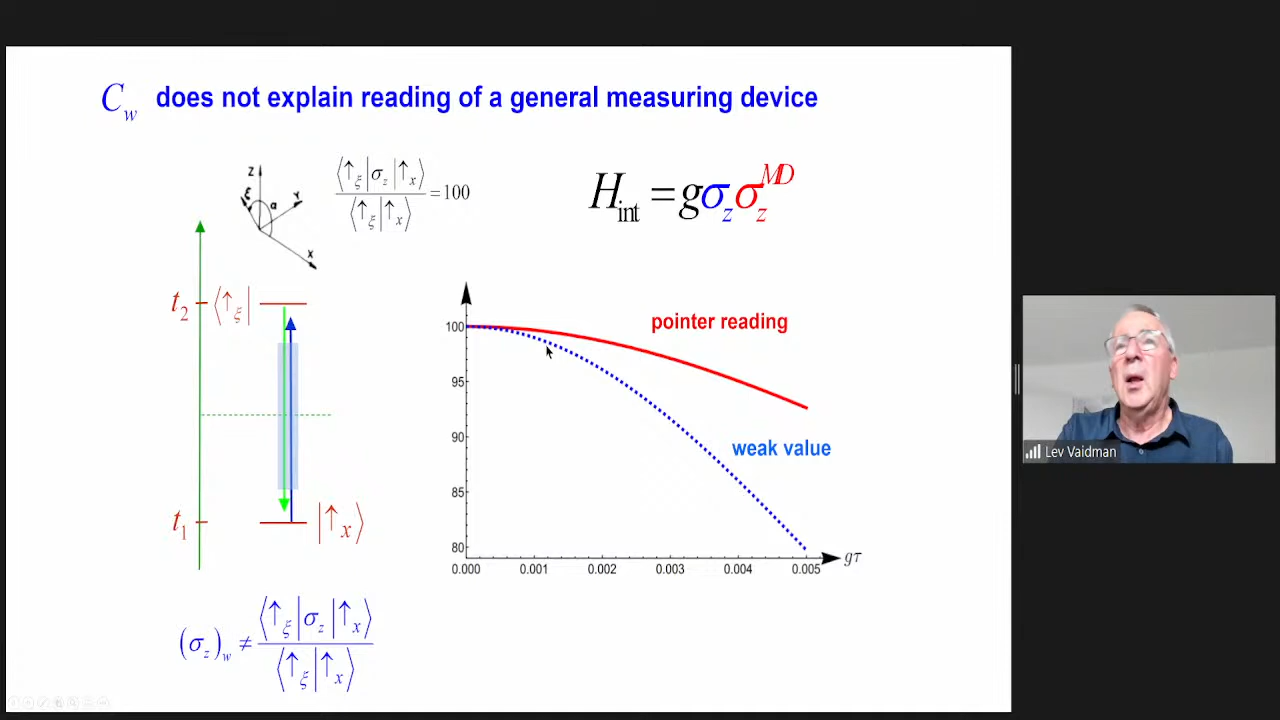 C_w does not explain reading of a general measuring device
z
ξ
α
Y
X
⟨↑_ξ|σ_z|↑_x⟩ / ⟨↑_ξ|↑_x⟩ = 100
H_int = gσ_z σ_z^MD
t_2 ⟨↑_ξ|
t_1 |↑_x⟩
pointer reading
weak value
100
95
90
85
80
0.000 0.001 0.002 0.003 0.004 0.005
gτ
(σ_z)_w ≠ ⟨↑_ξ|σ_z|↑_x⟩ / ⟨↑_ξ|↑_x⟩
Lev Vaidman